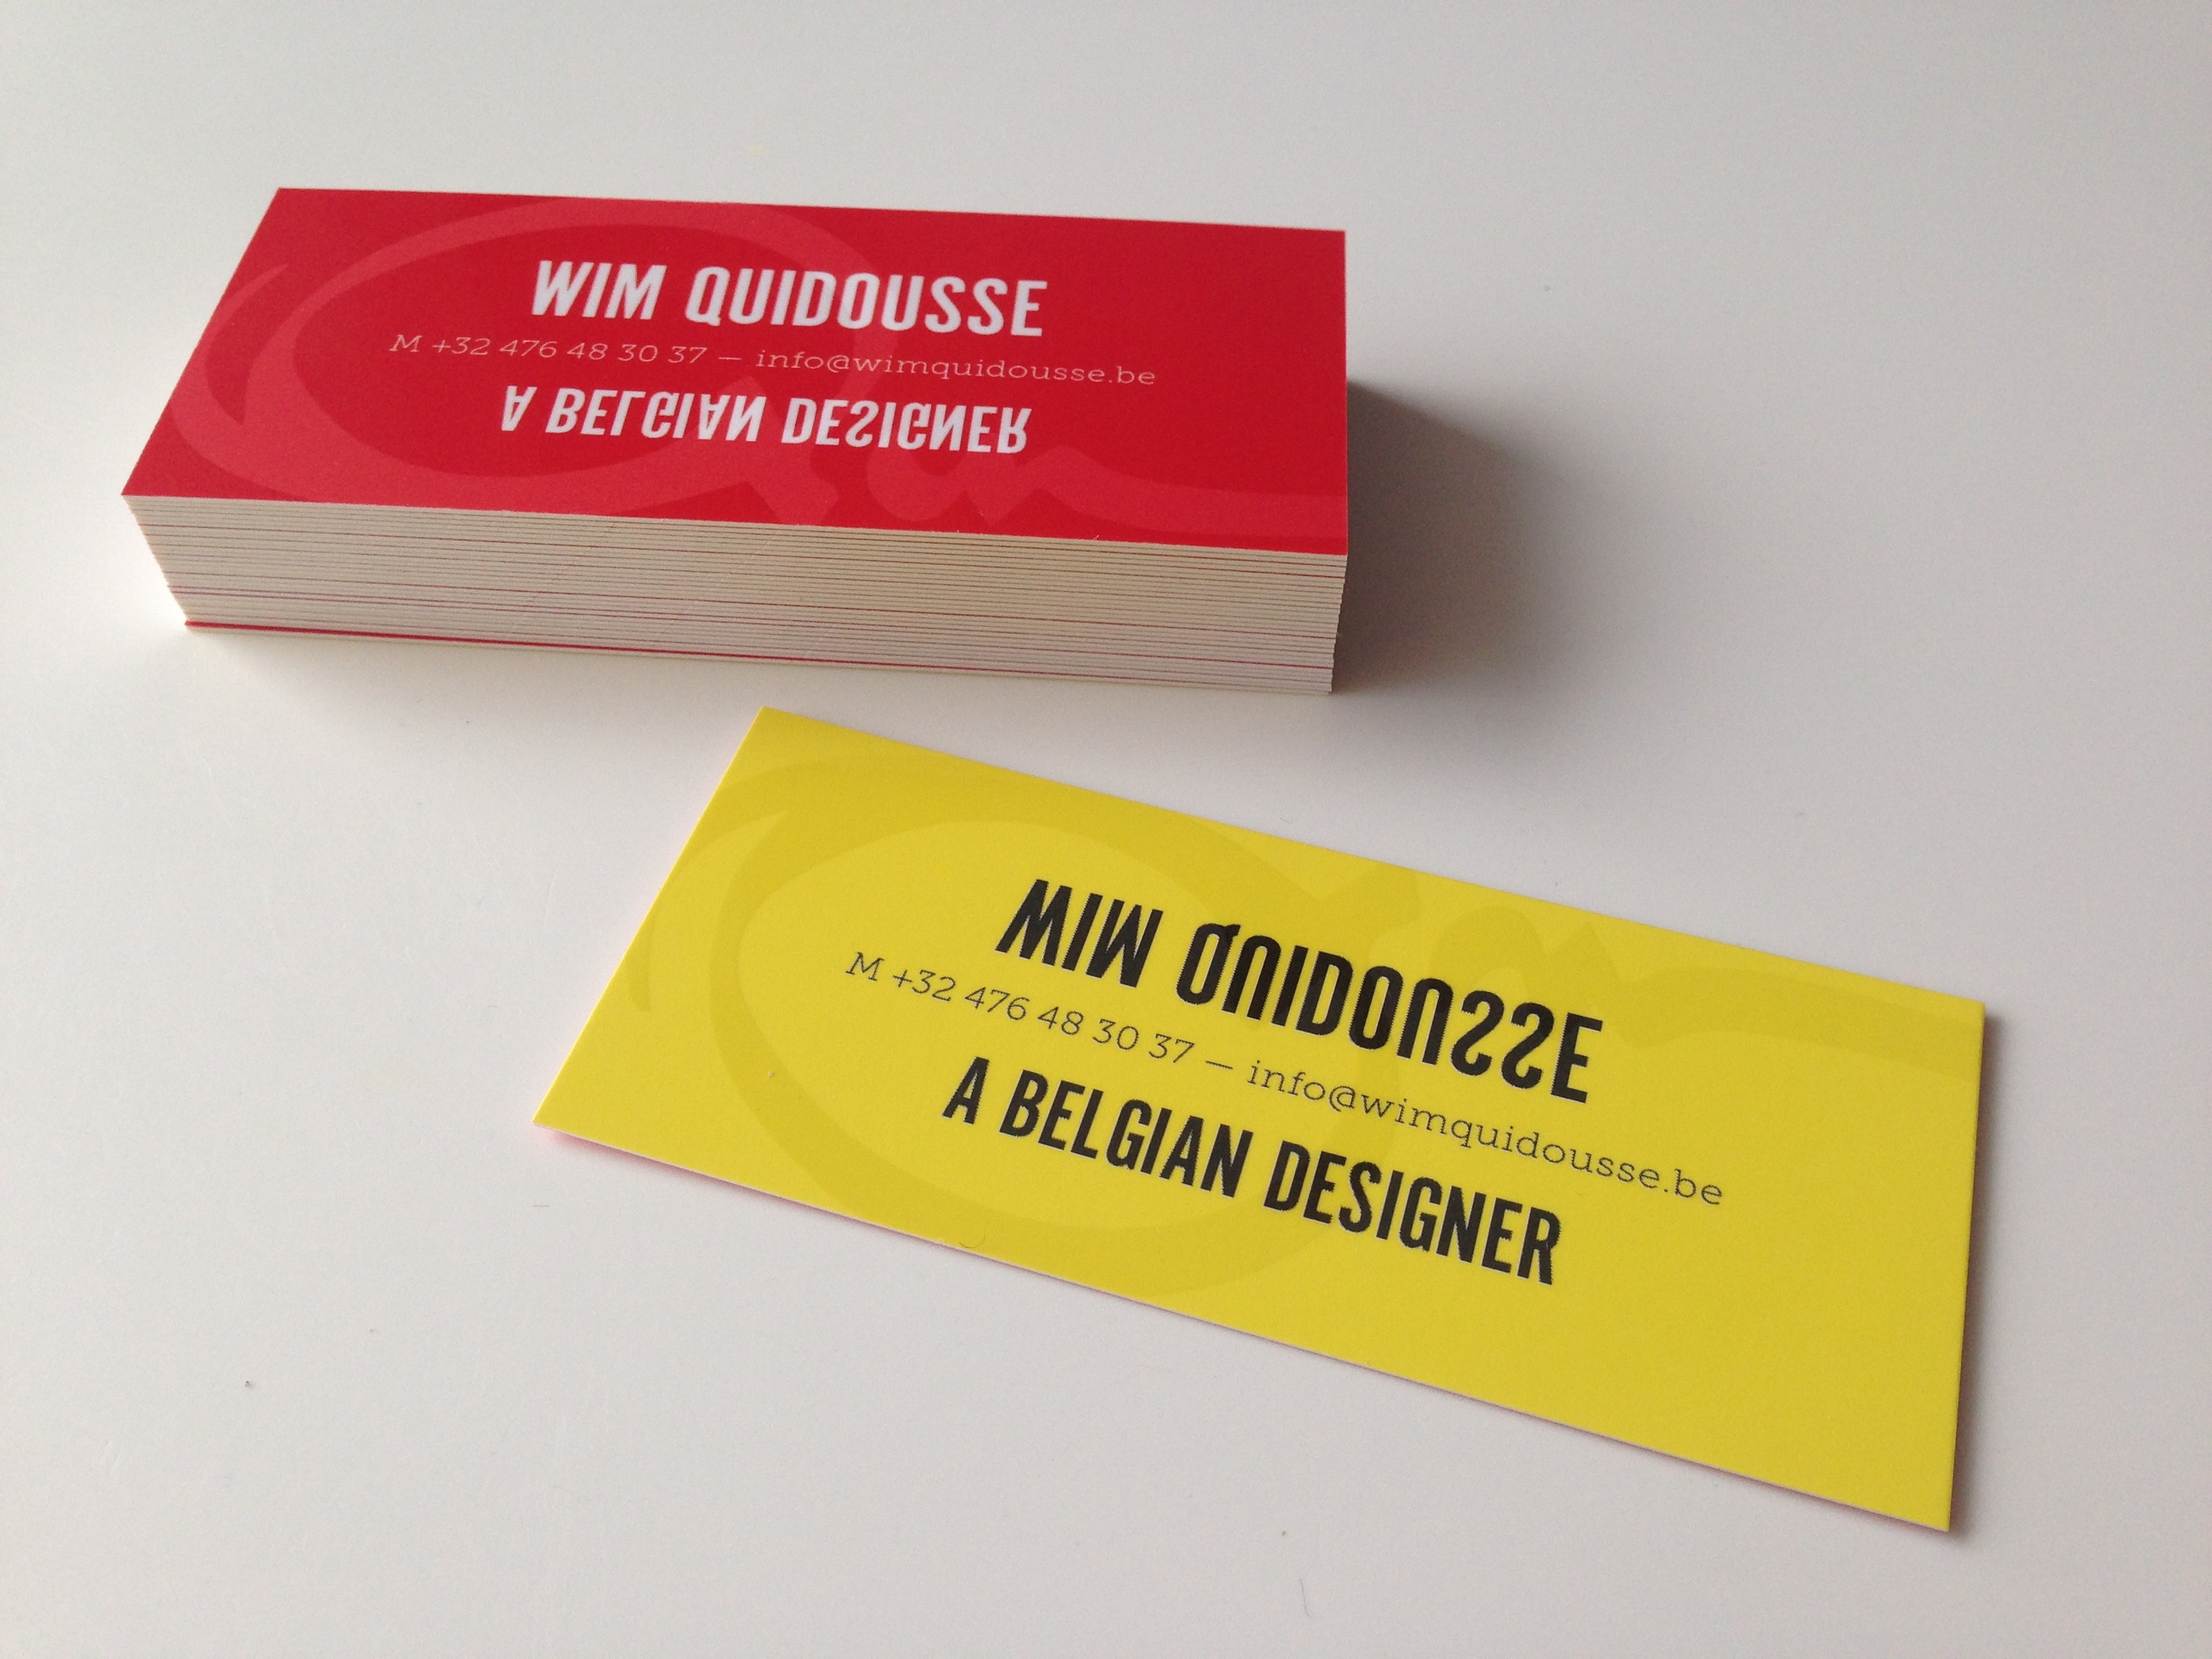 WIM QUIDOUSSE
M +32 476 48 30 37 — info@wimquidousse.be
A BELGIAN DESIGNER
WIM QUIDOUSSE
M +32 476 48 30 37 — info@wimquidousse.be
A BELGIAN DESIGNER